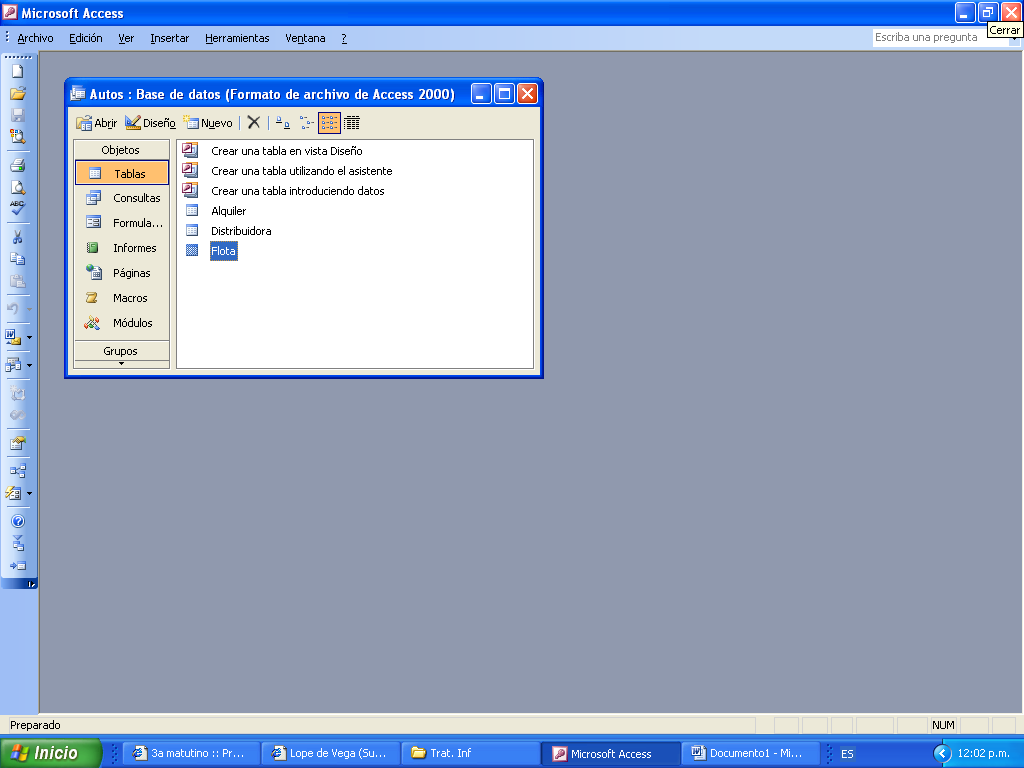 Microsoft Access
Archivo Edición Ver Insertar Herramientas Ventana ? Escriba una pregunta
Cerrar
Autos : Base de datos (Formato de archivo de Access 2000)
Abrir Diseño Nuevo
Objetos
Tablas
Consultas
Formula...
Informes
Páginas
Macros
Módulos
Grupos
Crear una tabla en vista Diseño
Crear una tabla utilizando el asistente
Crear una tabla introduciendo datos
Alquiler
Distribuidora
Flota
ABC
Preparado NUM
Inicio 3a matutino :: Pr... Lope de Vega (Su... Trat. Inf Microsoft Access Documento1 - Mi... ES 12:02 p.m.